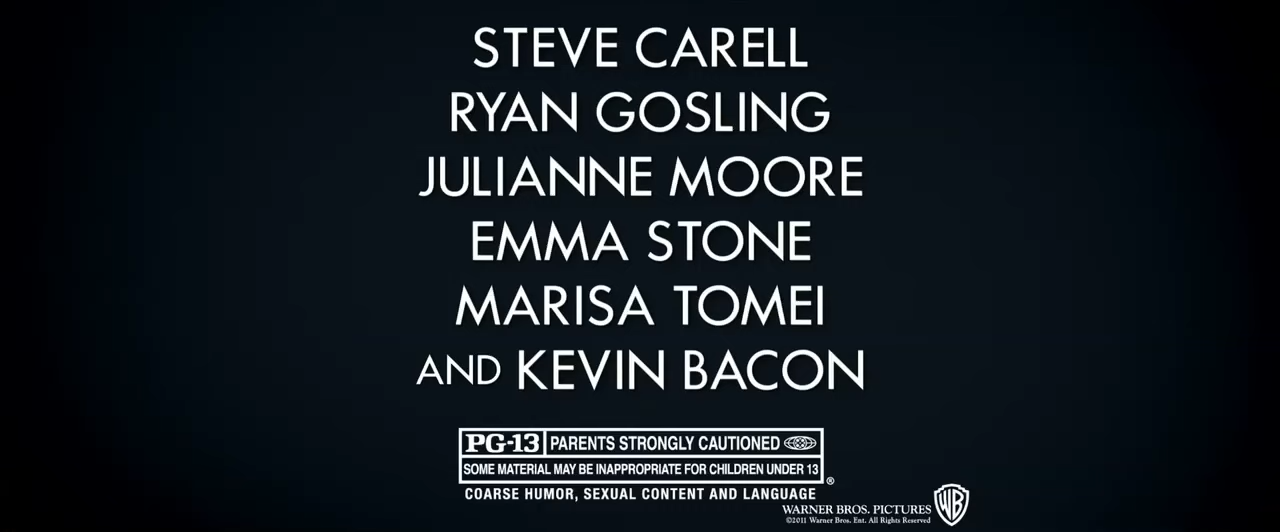 STEVE CARELL
RYAN GOSLING
JULIANNE MOORE
EMMA STONE
MARISA TOMEI
AND KEVIN BACON
PG-13 PARENTS STRONGLY CAUTIONED
SOME MATERIAL MAY BE INAPPROPRIATE FOR CHILDREN UNDER 13
®
COARSE HUMOR, SEXUAL CONTENT AND LANGUAGE
WARNER BROS. PICTURES WB
©2011 Warner Bros. Ent. All Rights Reserved